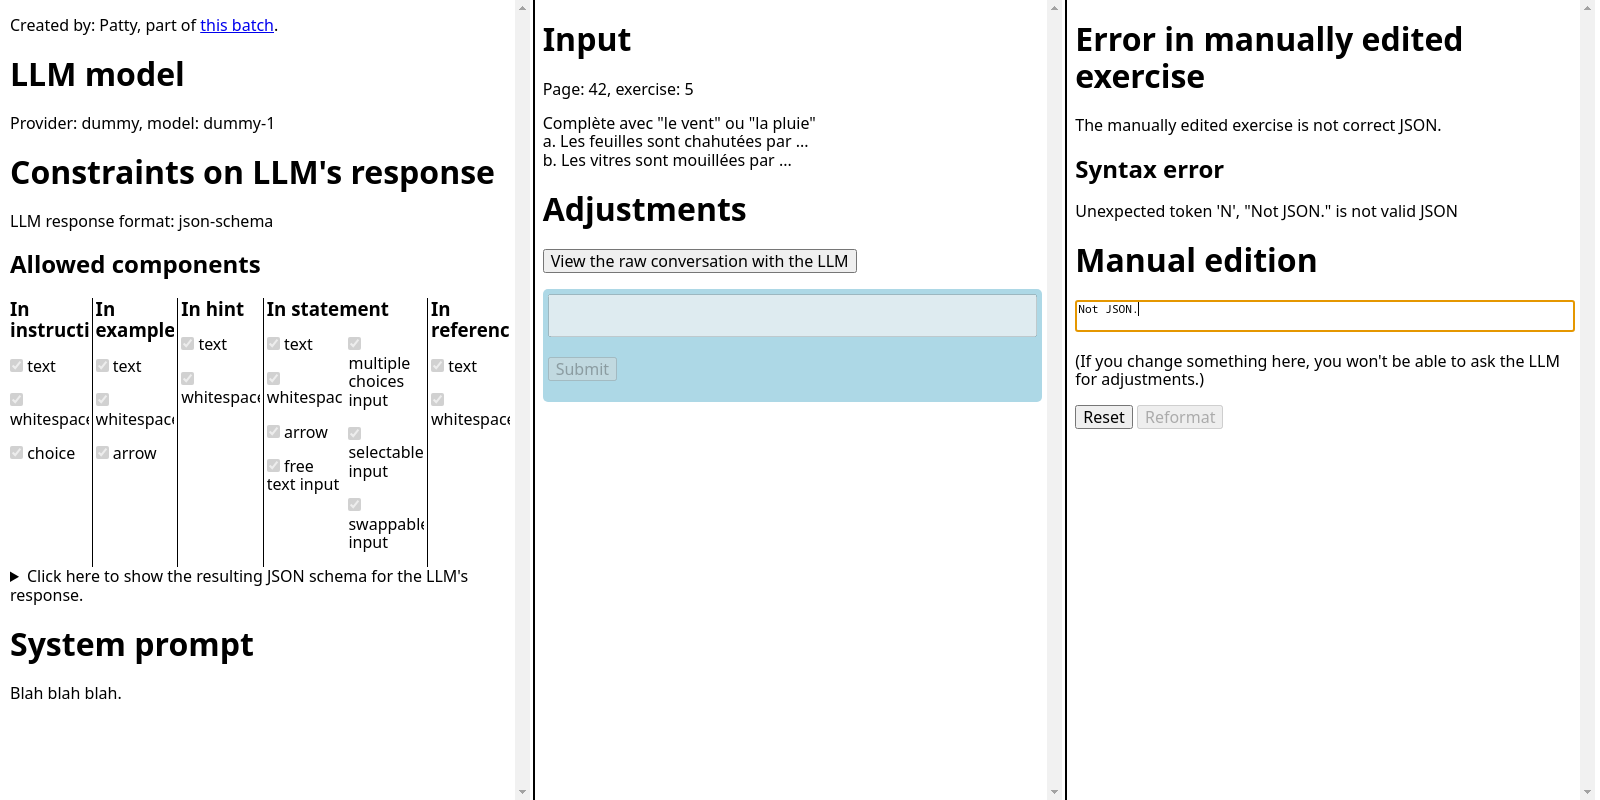 Created by: Patty, part of this batch.
LLM model
Provider: dummy, model: dummy-1
Constraints on LLM's response
LLM response format: json-schema
Allowed components
In
instructi
text
whitespace
choice
In
example
text
whitespace
arrow
In hint
text
whitespace
In statement
text
whitespac
arrow
free
text input
multiple
choices
input
selectable
input
swappable
input
In
referenc
text
whitespace
Click here to show the resulting JSON schema for the LLM's
response.
System prompt
Blah blah blah.
Input
Page: 42, exercise: 5
Complète avec "le vent" ou "la pluie"
a. Les feuilles sont chahutées par ...
b. Les vitres sont mouillées par ...
Adjustments
View the raw conversation with the LLM
Submit
Error in manually edited
exercise
The manually edited exercise is not correct JSON.
Syntax error
Unexpected token 'N', "Not JSON." is not valid JSON
Manual edition
Not JSON.
(If you change something here, you won't be able to ask the LLM
for adjustments.)
Reset Reformat